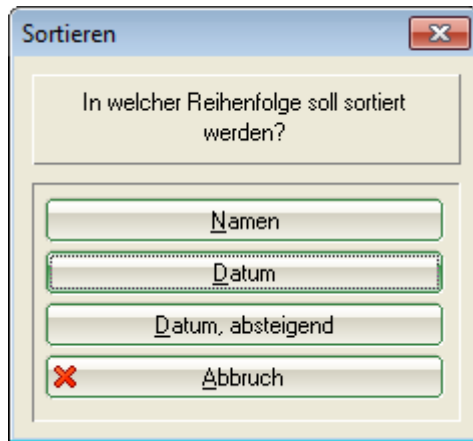 Sortieren
In welcher Reihenfolge soll sortiert
werden?
Namen
Datum
Datum, absteigend
Abbruch